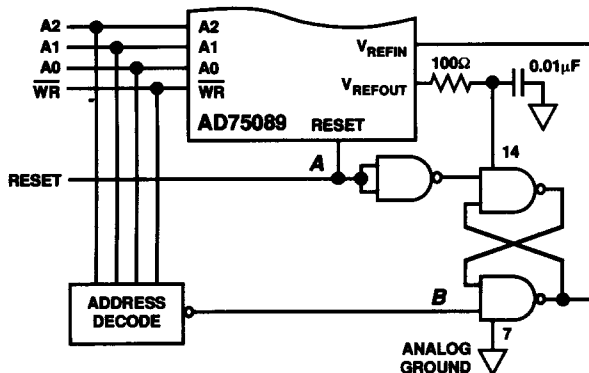 A2
A1
A0
WR
A2
A1
A0
WR
AD75089
RESET
VREFIN
VREFOUT
100Ω
0.01µF
RESET
A
14
B
ADDRESS
DECODE
7
ANALOG
GROUND